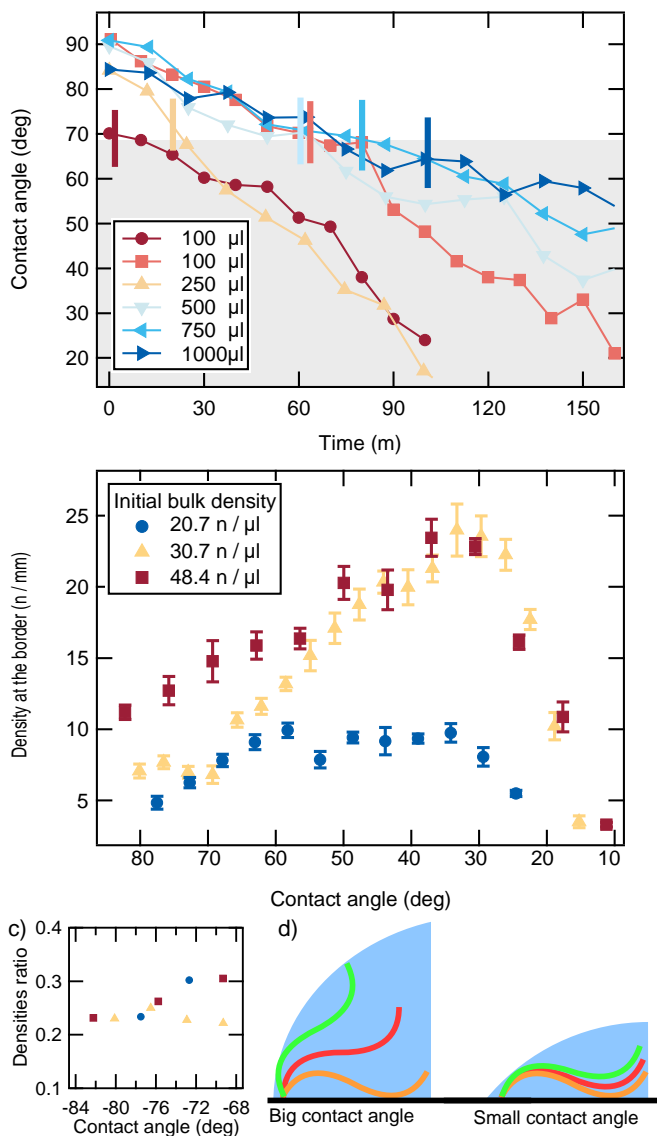 90
80
70
60
50
40
30
20
Contact angle (deg)
100 µl
100 µl
250 µl
500 µl
750 µl
1000µl
0 30 60 90 120 150
Time (m)
25
20
15
10
5
Density at the border (n / mm)
Initial bulk density
20.7 n / µl
30.7 n / µl
48.4 n / µl
80 70 60 50 40 30 20 10
Contact angle (deg)
c)
0.4
0.3
0.2
0.1
Densities ratio
-84 -80 -76 -72 -68
Contact angle (deg)
d)
Big contact angle
Small contact angle